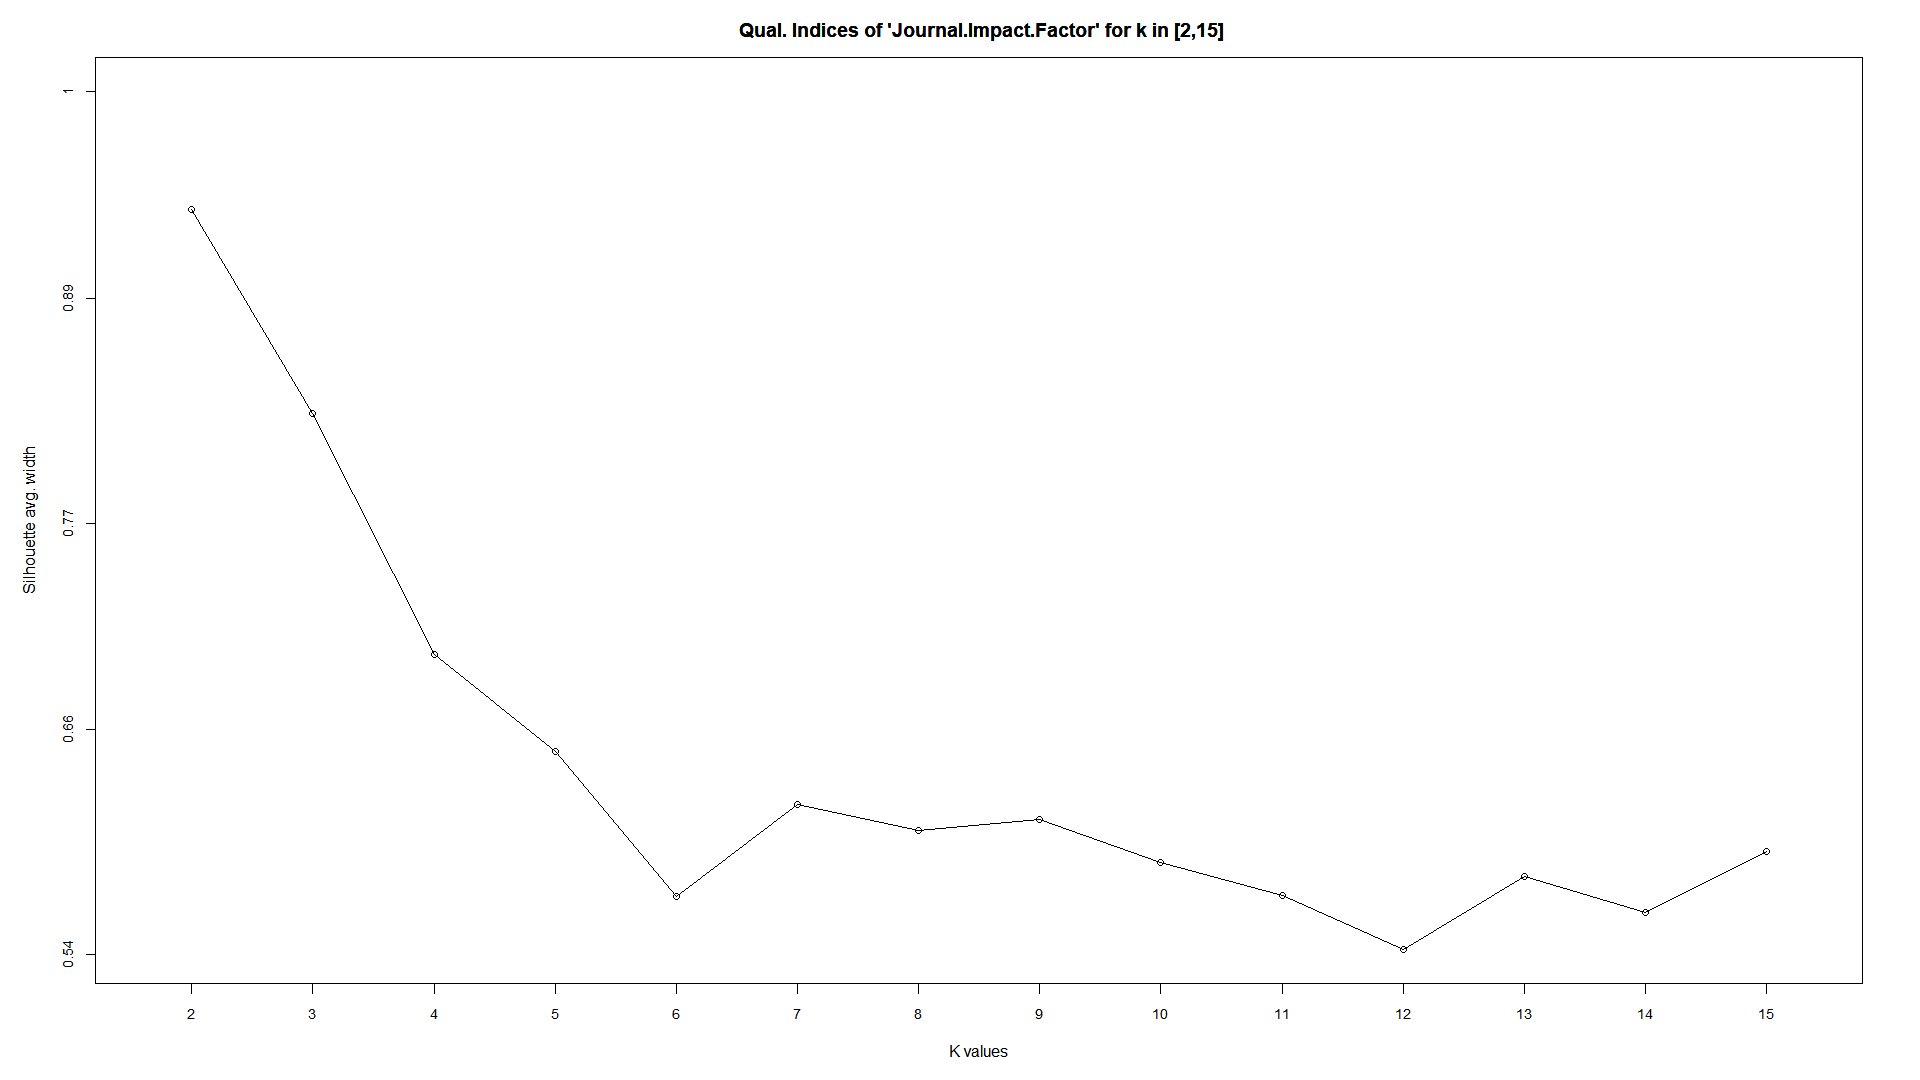 Qual. Indices of 'Journal.Impact.Factor' for k in [2,15]
1
0.89
0.77
0.66
0.54
Silhouette avg. width
2 3 4 5 6 7 8 9 10 11 12 13 14 15
K values